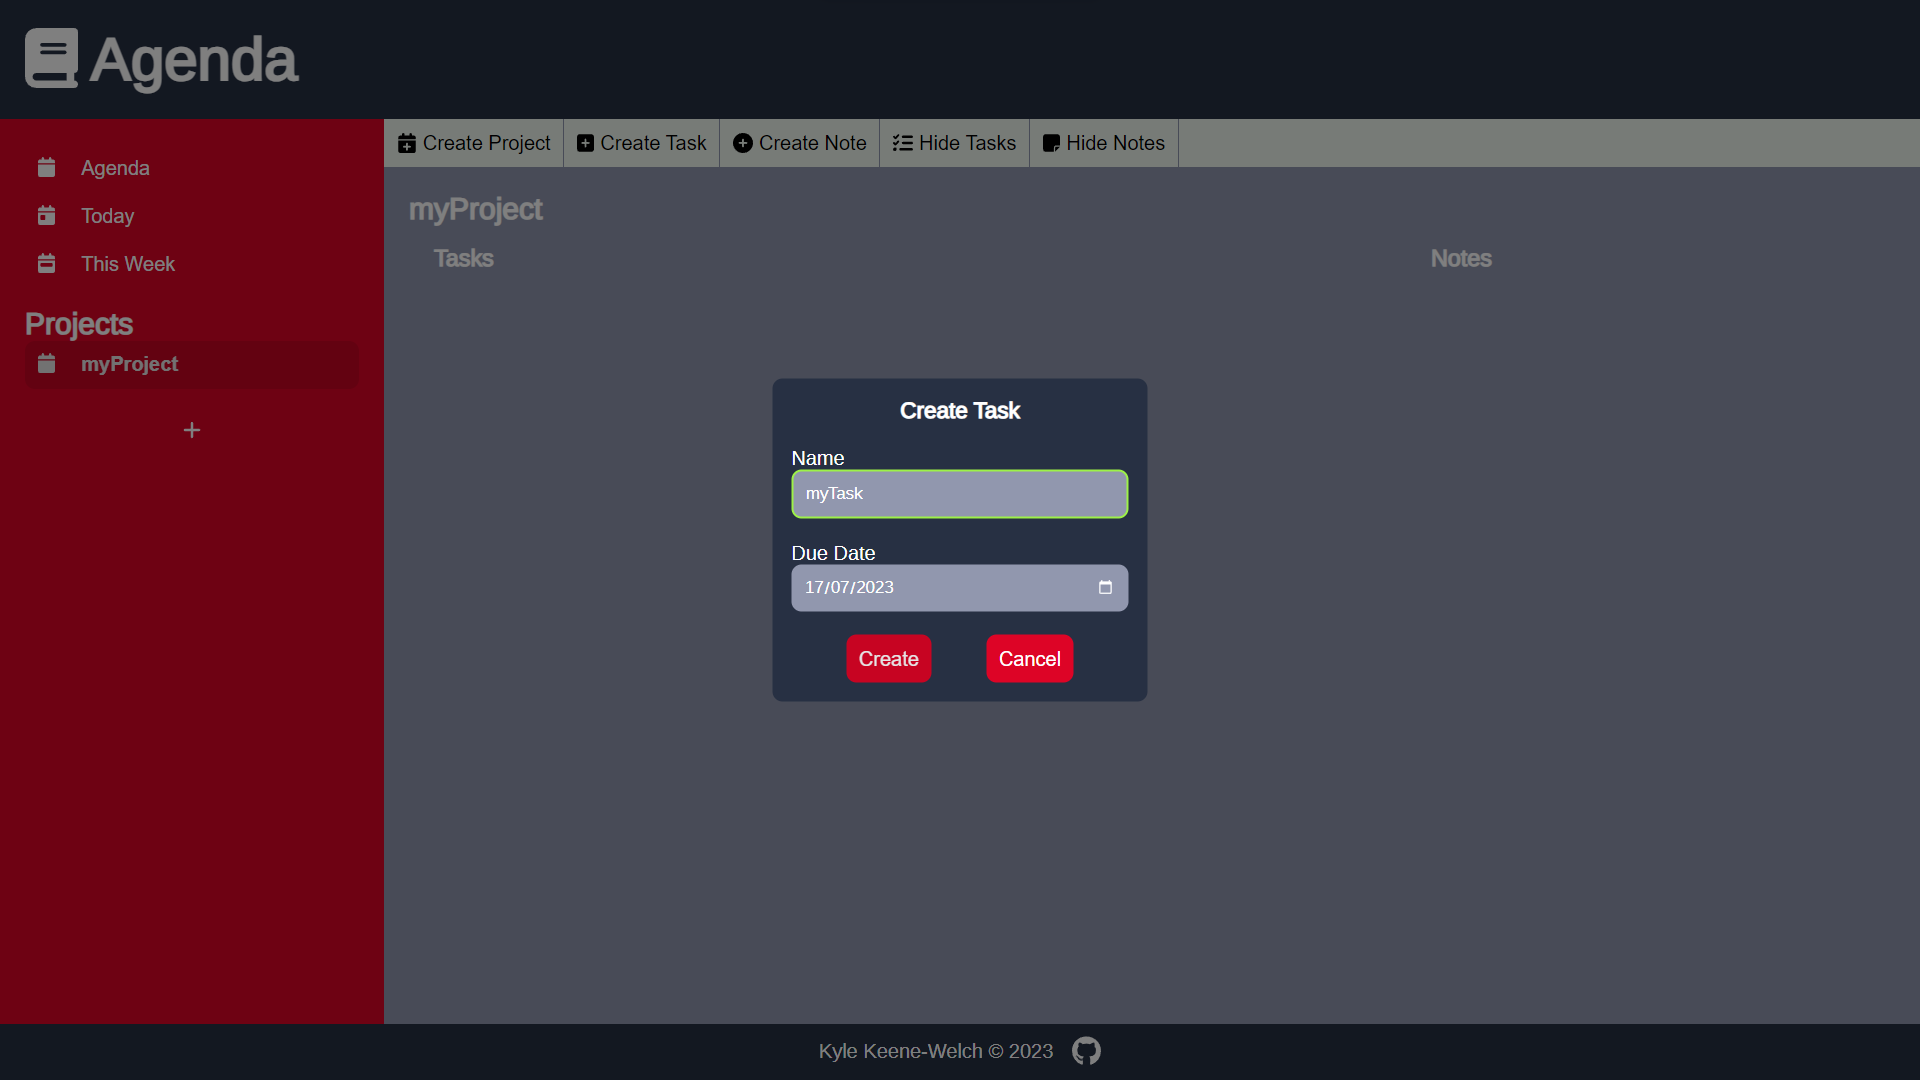 Agenda
Create Project Create Task Create Note Hide Tasks Hide Notes
Agenda
Today
This Week
Projects
myProject
myProject
Tasks Notes
Create Task
Name
myTask
Due Date
17/07/2023
Create Cancel
Kyle Keene-Welch © 2023